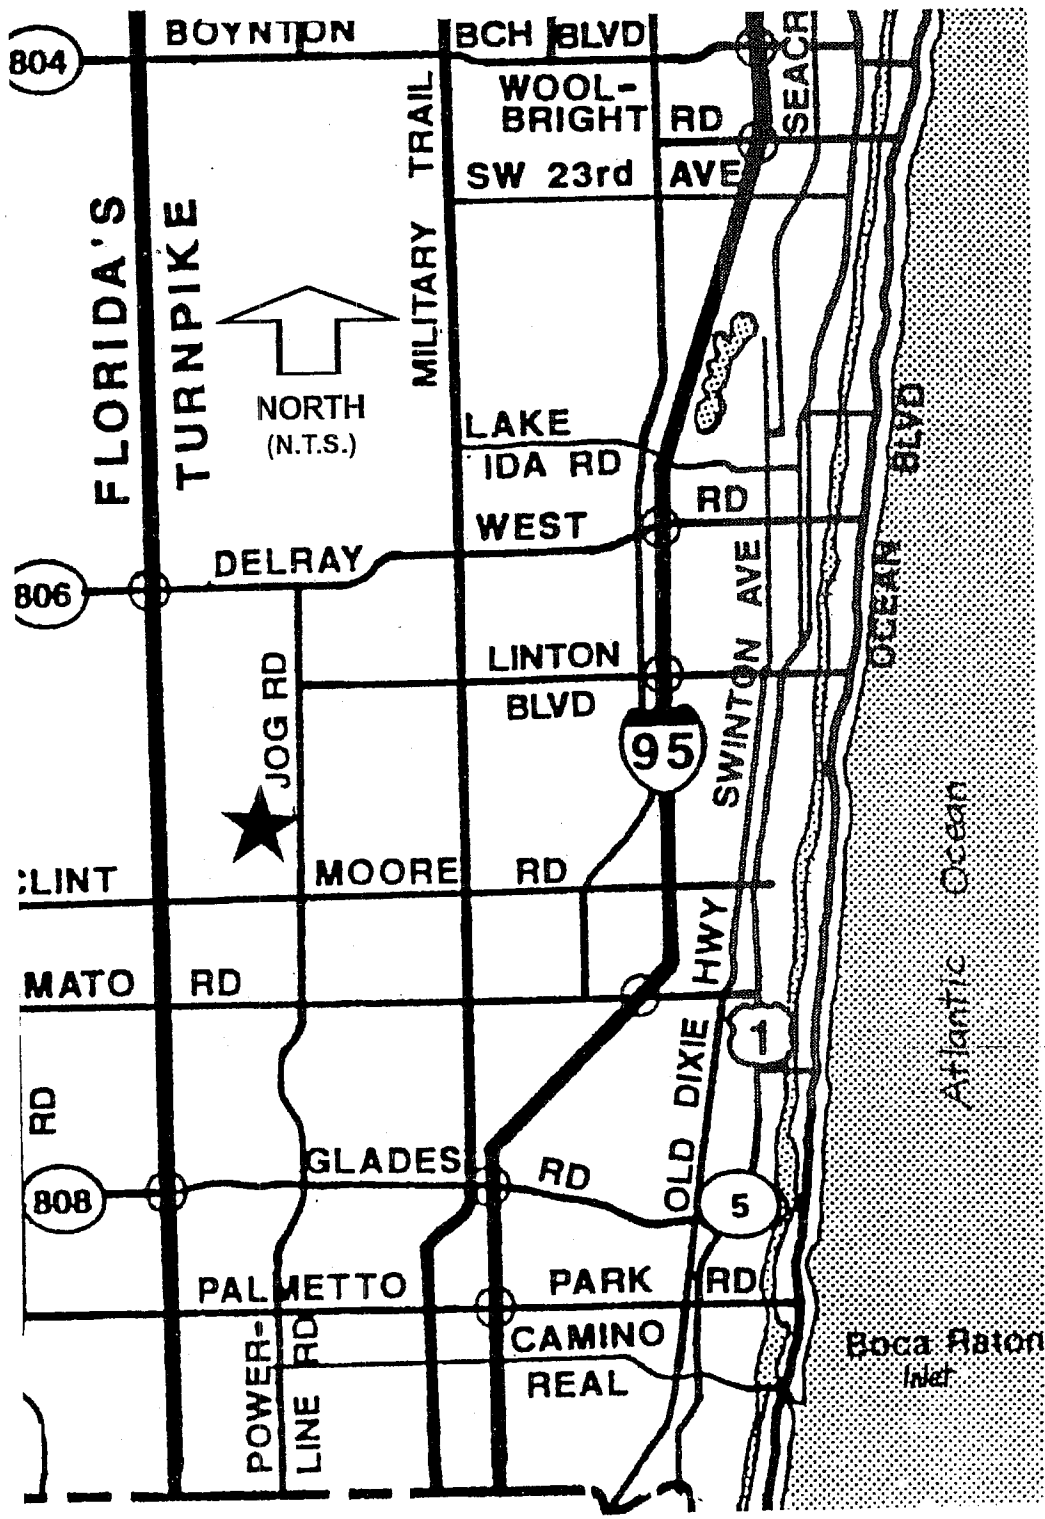 804
BOYNTON BCH BLVD
WOOL-
BRIGHT RD
SEACR
SW 23rd AVE
MILITARY TRAIL
FLORIDA'S
TURNPIKE
NORTH
(N.T.S.)
LAKE
IDA RD
OCEAN BLVD
WEST RD
DELRAY
806
SWINTON AVE
LINTON
BLVD
JOG RD
95
Atlantic Ocean
CLINT MOORE RD
MATO RD
OLD DIXIE HWY
1
RD
GLADES RD
808
5
PALMETTO PARK RD
POWER-
LINE RD
CAMINO
REAL
Boca Raton
Inlet